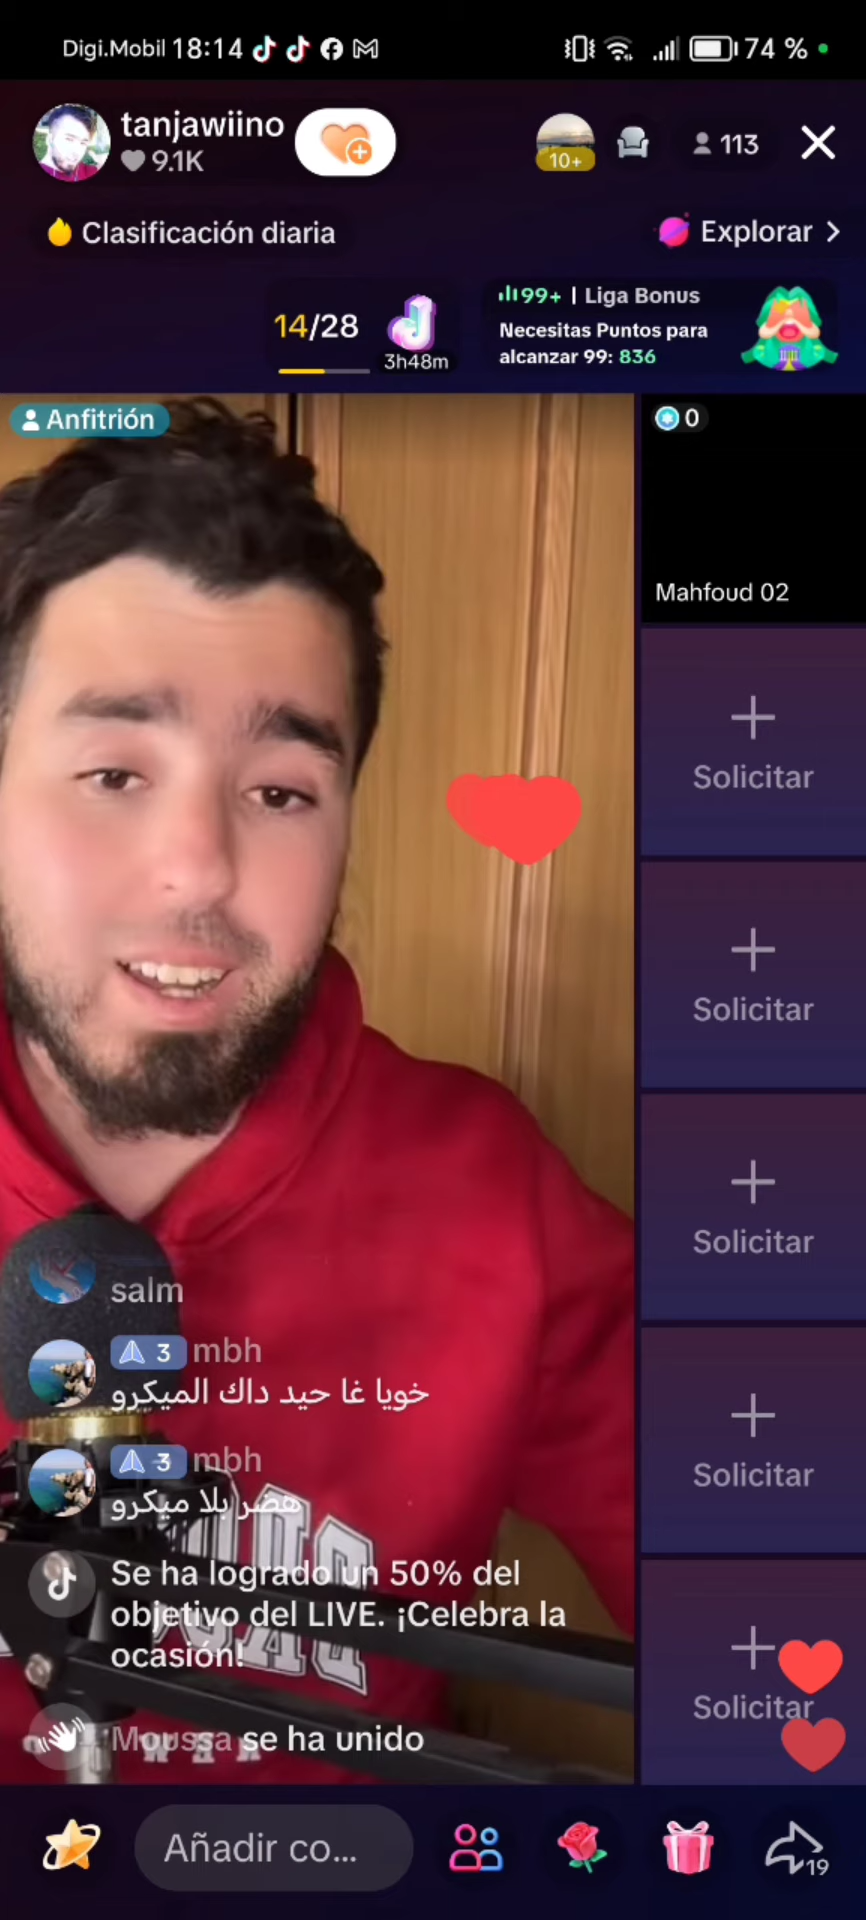 Digi.Mobil 18:14
74 %
tanjawiino
9.1K
10+
113
Clasificación diaria
Explorar
14/28
3h48m
99+ | Liga Bonus
Necesitas Puntos para
alcanzar 99: 836
Anfitrión
0
Mahfoud 02
Solicitar
Solicitar
Solicitar
Solicitar
Solicitar
salm
3 mbh
خويا غا حيد داك الميكرو
3 mbh
هضر بلا ميكرو
Se ha logrado un 50% del
objetivo del LIVE. ¡Celebra la
ocasión!
Moussa se ha unido
Añadir co...
19